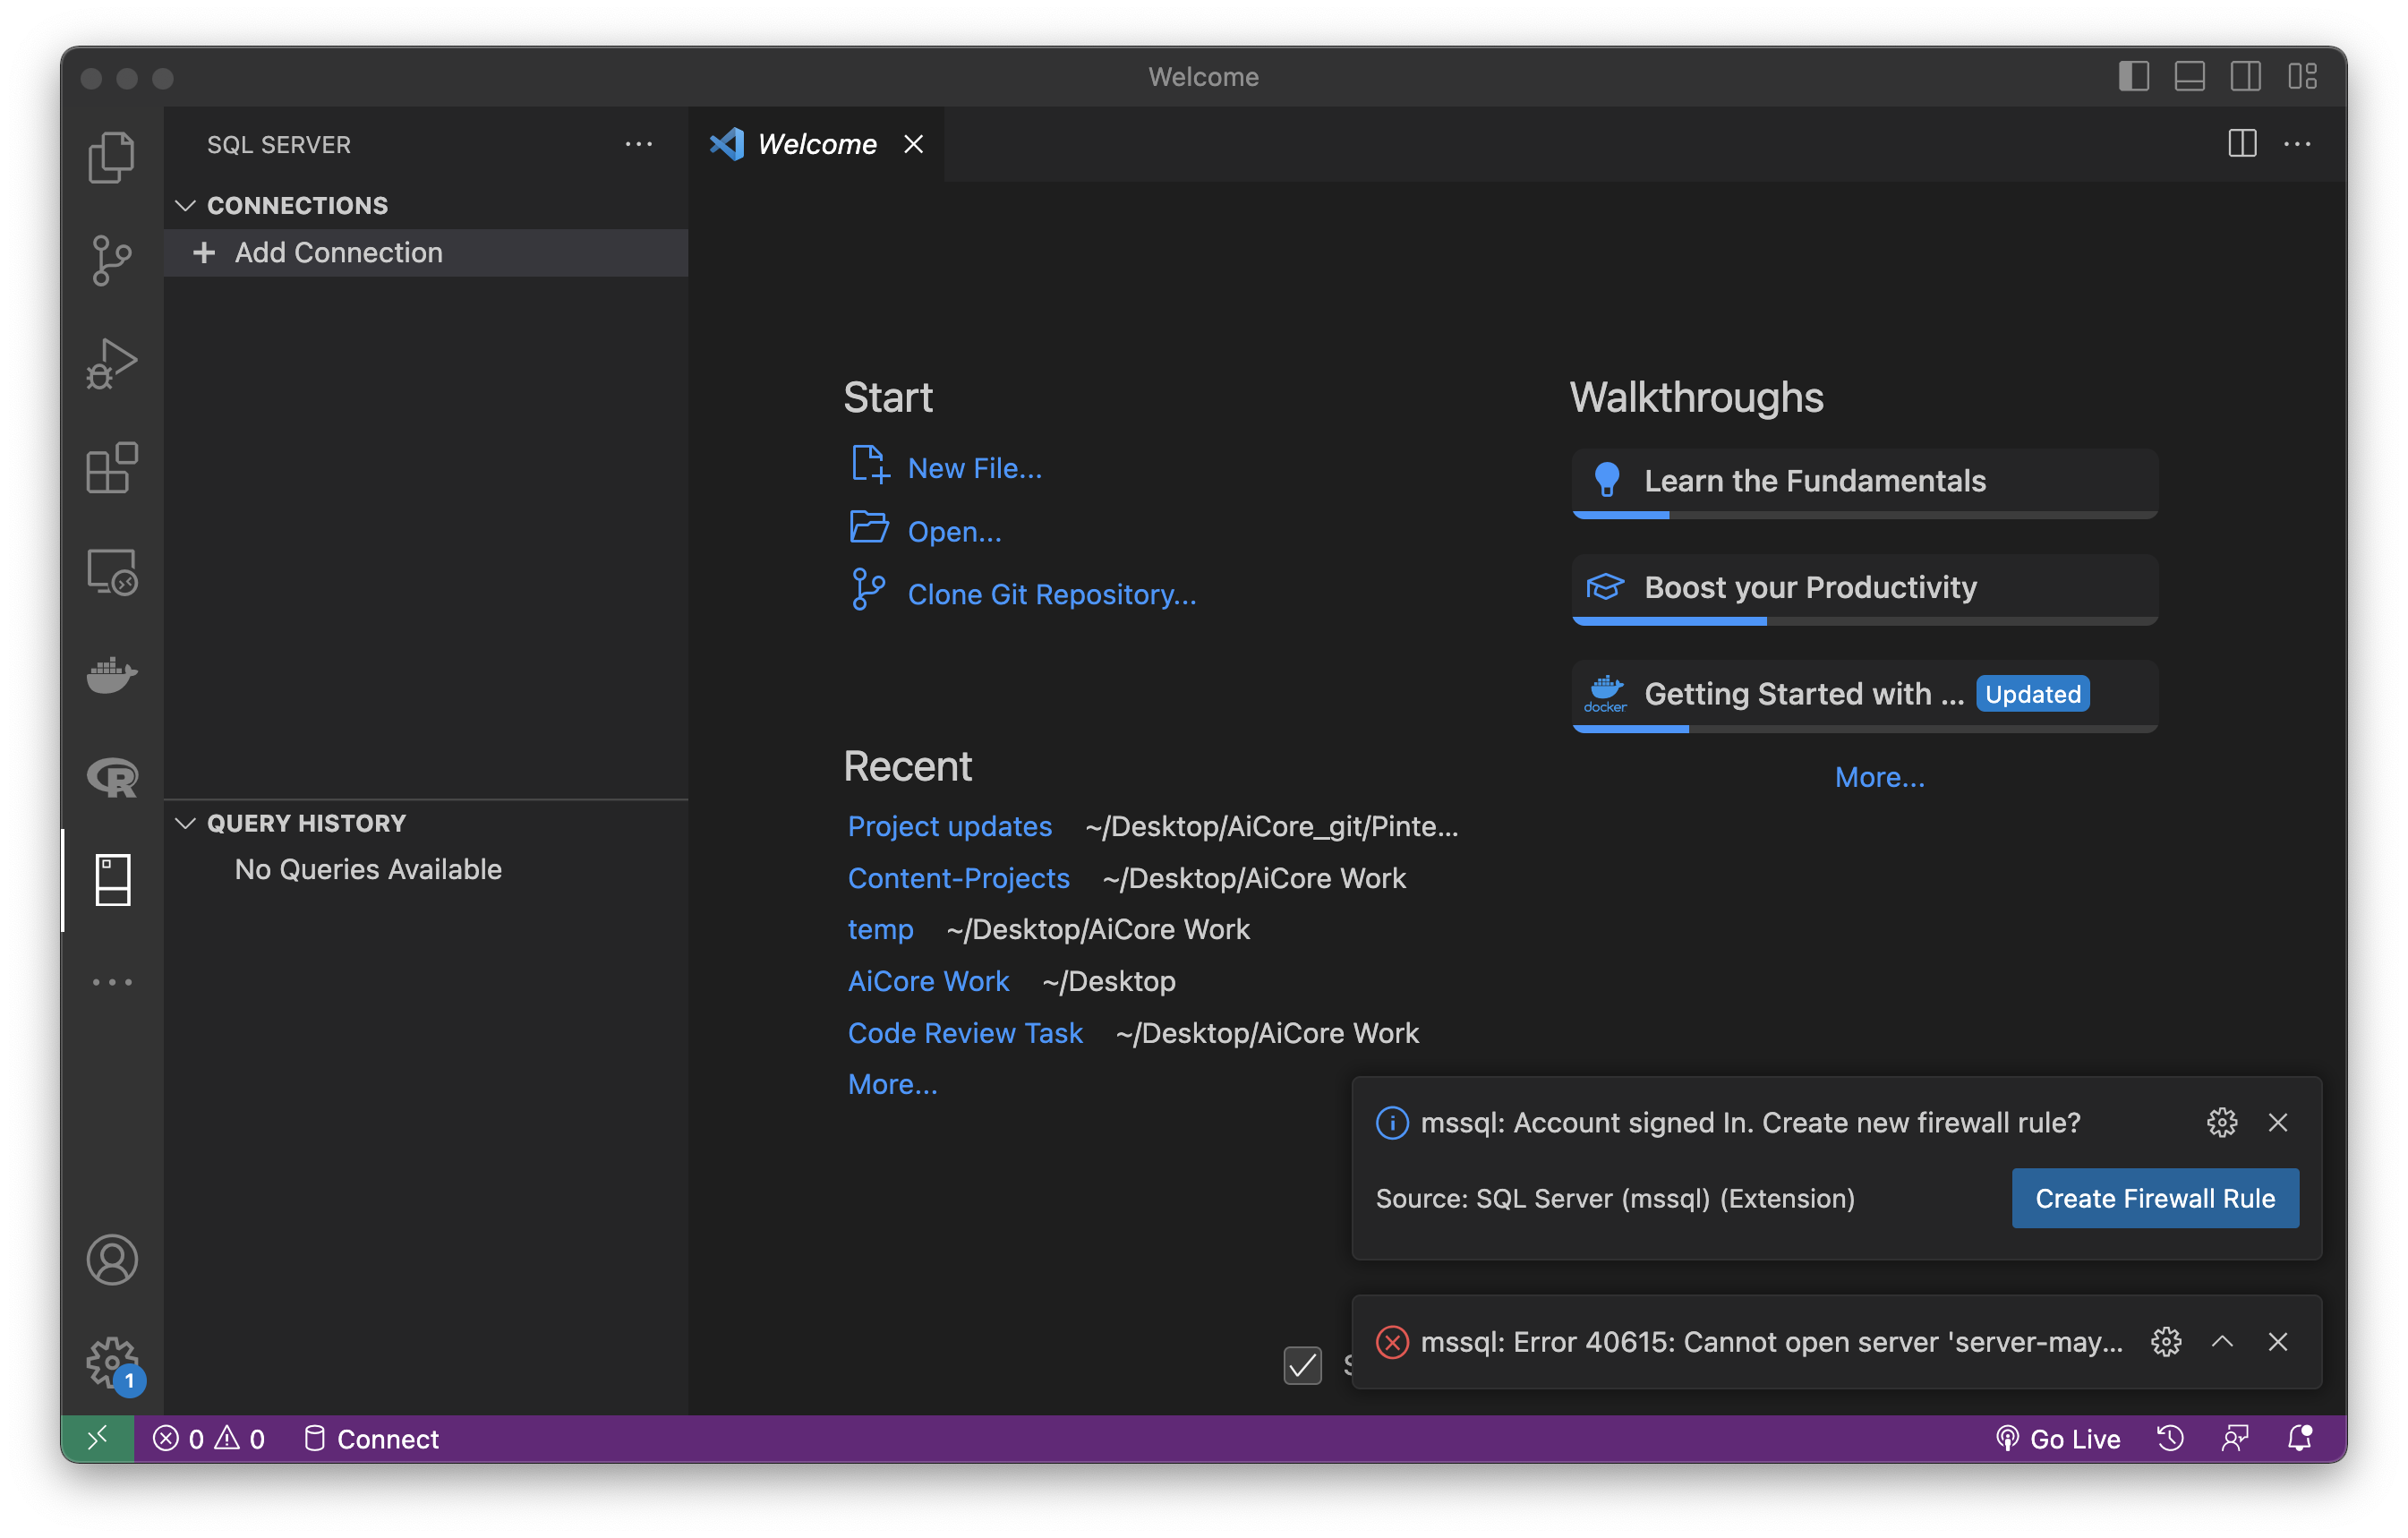 Welcome
SQL SERVER
CONNECTIONS
Add Connection
QUERY HISTORY
No Queries Available
Welcome
Start
New File...
Open...
Clone Git Repository...
Recent
Project updates ~/Desktop/AiCore_git/Pinte...
Content-Projects ~/Desktop/AiCore Work
temp ~/Desktop/AiCore Work
AiCore Work ~/Desktop
Code Review Task ~/Desktop/AiCore Work
More...
Walkthroughs
Learn the Fundamentals
Boost your Productivity
docker Getting Started with ... Updated
More...
mssql: Account signed In. Create new firewall rule?
Source: SQL Server (mssql) (Extension) Create Firewall Rule
mssql: Error 40615: Cannot open server 'server-may...
1
0 0 Connect Go Live